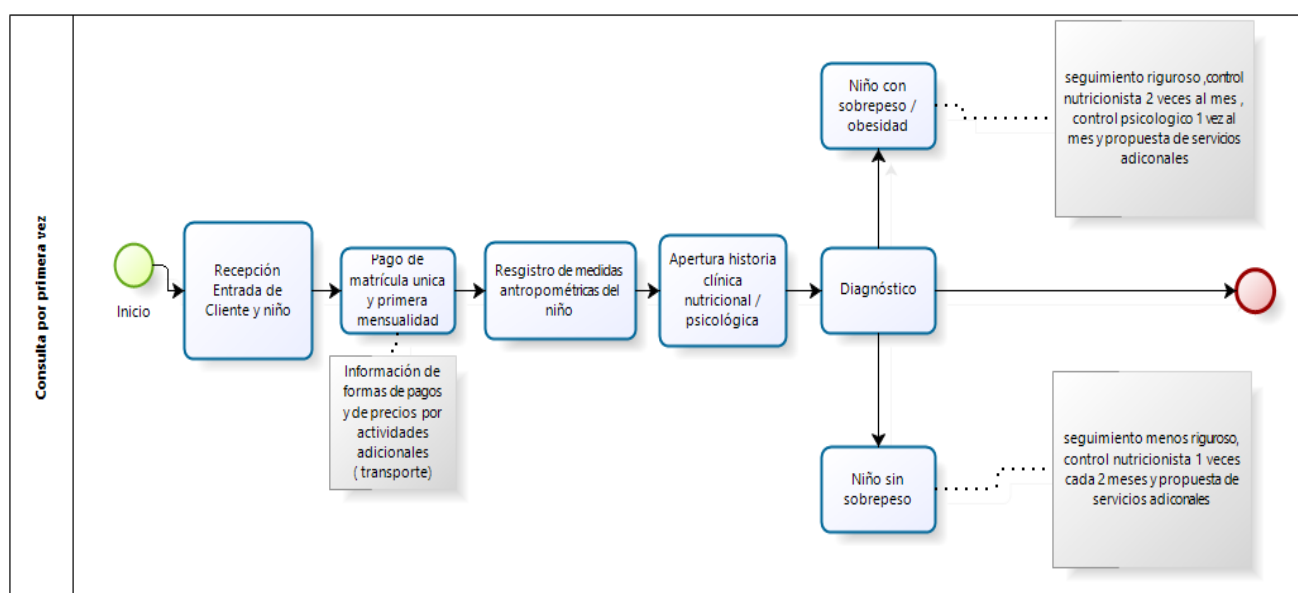 Consulta por primera vez
Inicio
Recepción
Entrada de
Cliente y niño
Pago de
matrícula unica
y primera
mensualidad
Información de
formas de pagos
y de precios por
actividades
adicionales
( transporte)
Resgistro de medidas
antropométricas del
niño
Apertura historia
clínica
nutricional /
psicológica
Diagnóstico
Niño con
sobrepeso /
obesidad
seguimiento riguroso ,control
nutricionista 2 veces al mes ,
control psicologico 1 vez al
mes y propuesta de servicios
adiconales
Niño sin
sobrepeso
seguimiento menos riguroso,
control nutricionista 1 veces
cada 2 meses y propuesta de
servicios adiconales